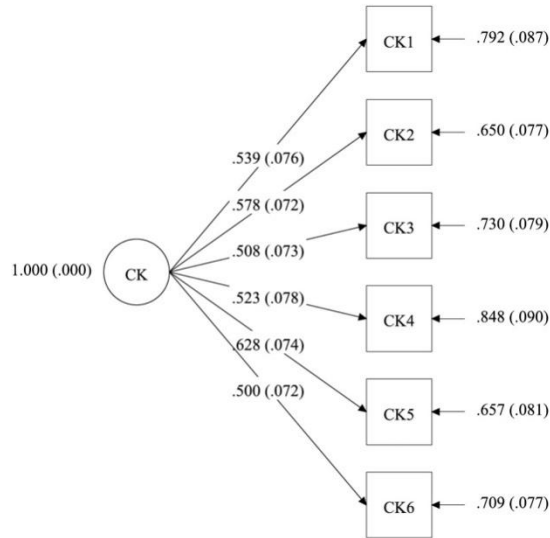 CK1
.792 (.087)
CK2
.650 (.077)
.539 (.076)
.578 (.072)
CK3
.730 (.079)
.508 (.073)
1.000 (.000)
CK
.523 (.078)
CK4
.848 (.090)
.628 (.074)
.500 (.072)
CK5
.657 (.081)
CK6
.709 (.077)